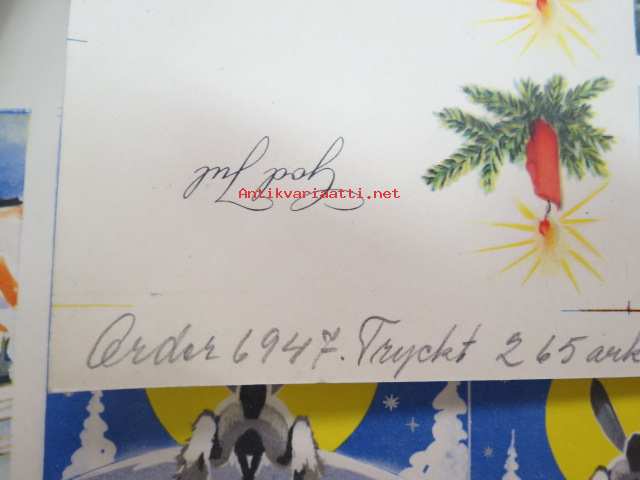 God Jul
Antikvariaatti.net
Order 6947. Tryckt 265 ark